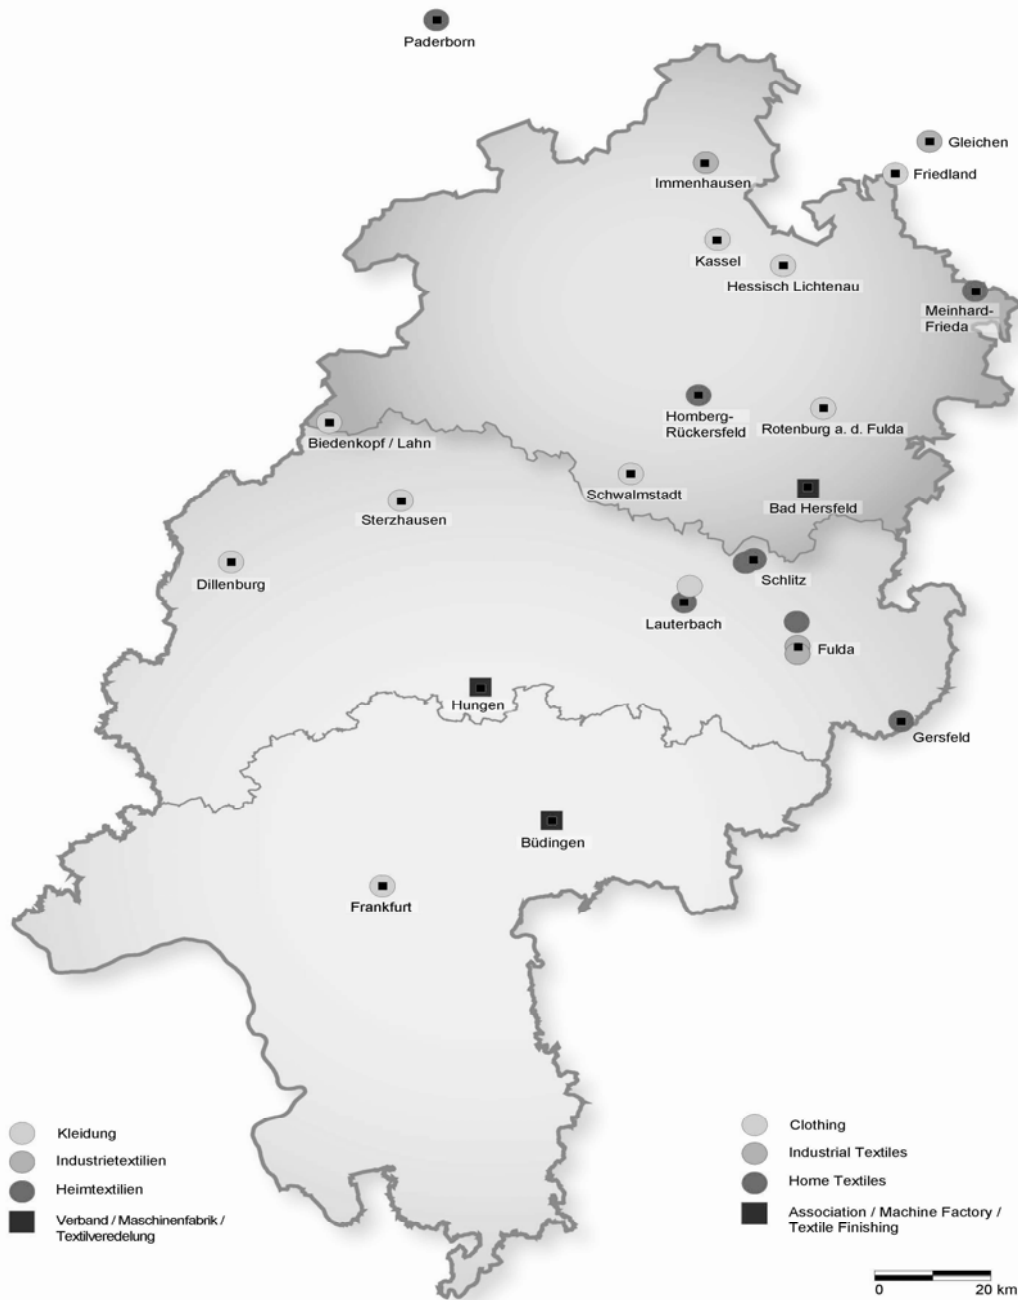 Paderborn
Gleichen
Immenhausen
Friedland
Kassel
Hessisch Lichtenau
Meinhard-
Frieda
Homberg-
Rückersfeld
Rotenburg a. d. Fulda
Biedenkopf / Lahn
Schwalmstadt
Bad Hersfeld
Sterzhausen
Dillenburg
Schlitz
Lauterbach
Fulda
Hungen
Gersfeld
Büdingen
Frankfurt
Kleidung
Industrietextilien
Heimtextilien
Verband / Maschinenfabrik /
Textilveredelung
Clothing
Industrial Textiles
Home Textiles
Association / Machine Factory /
Textile Finishing
0 20 km